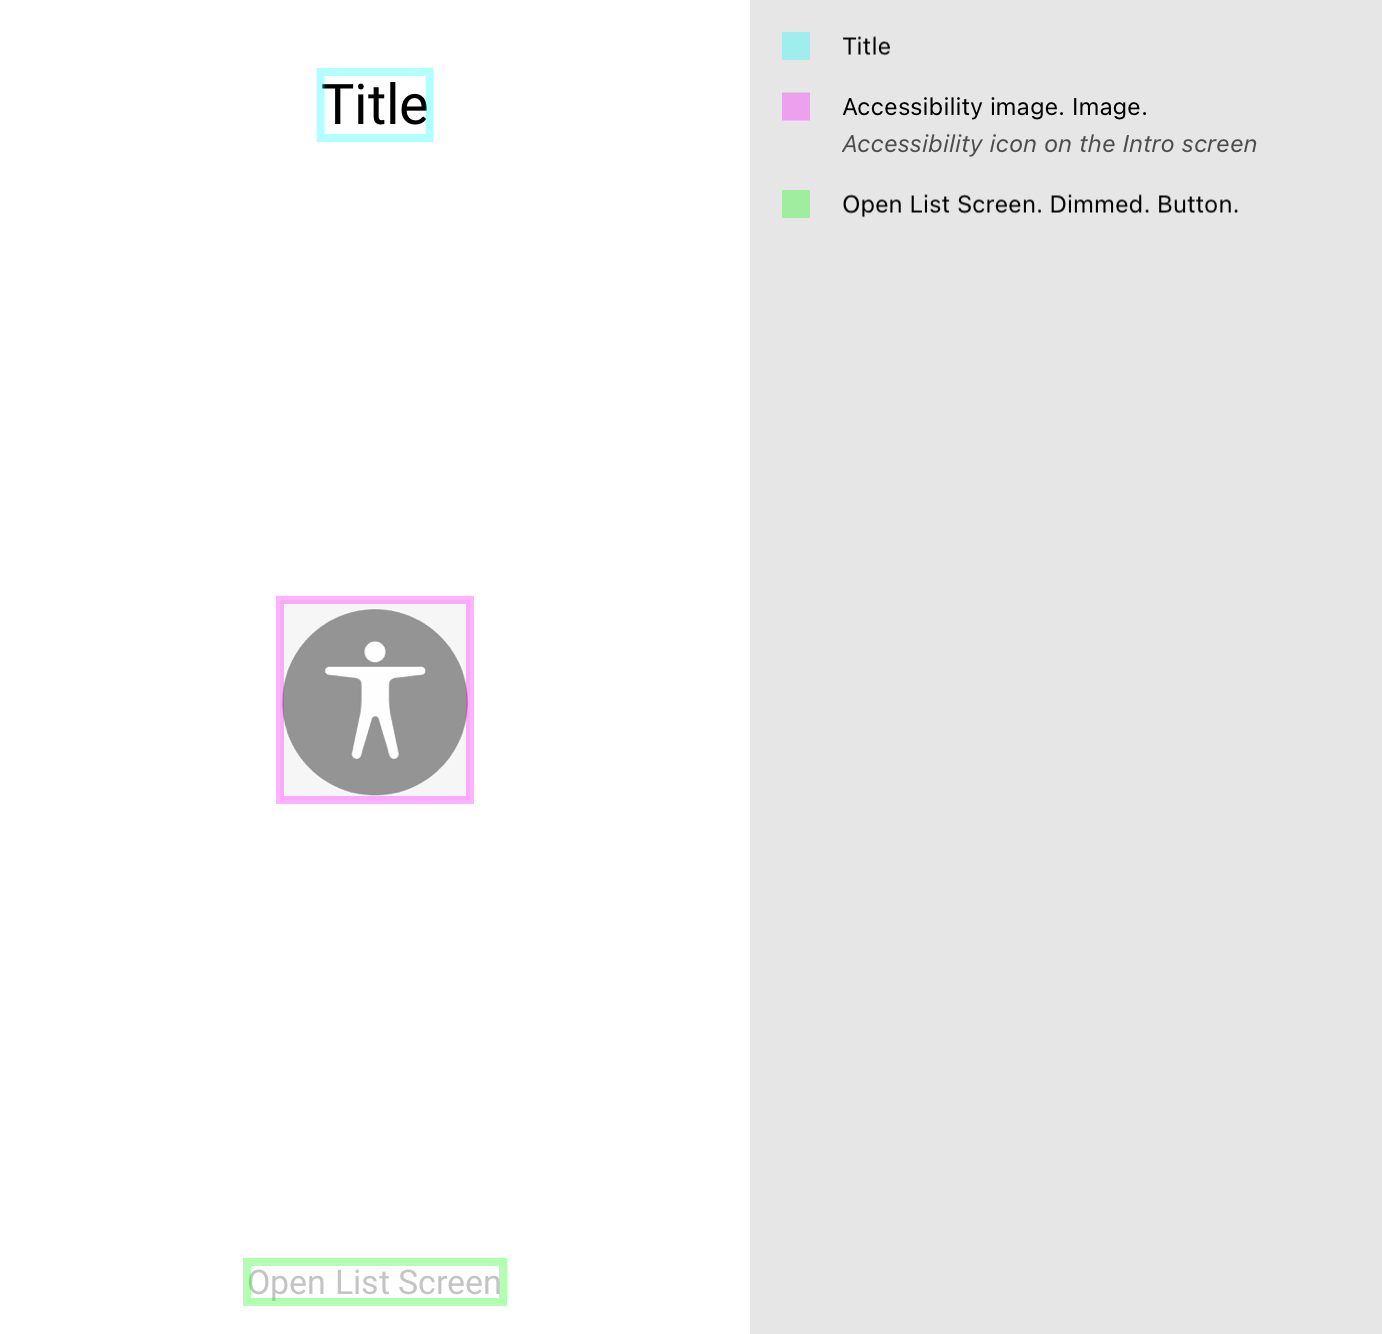 Title
Open List Screen
Title
Accessibility image. Image.
Accessibility icon on the Intro screen
Open List Screen. Dimmed. Button.